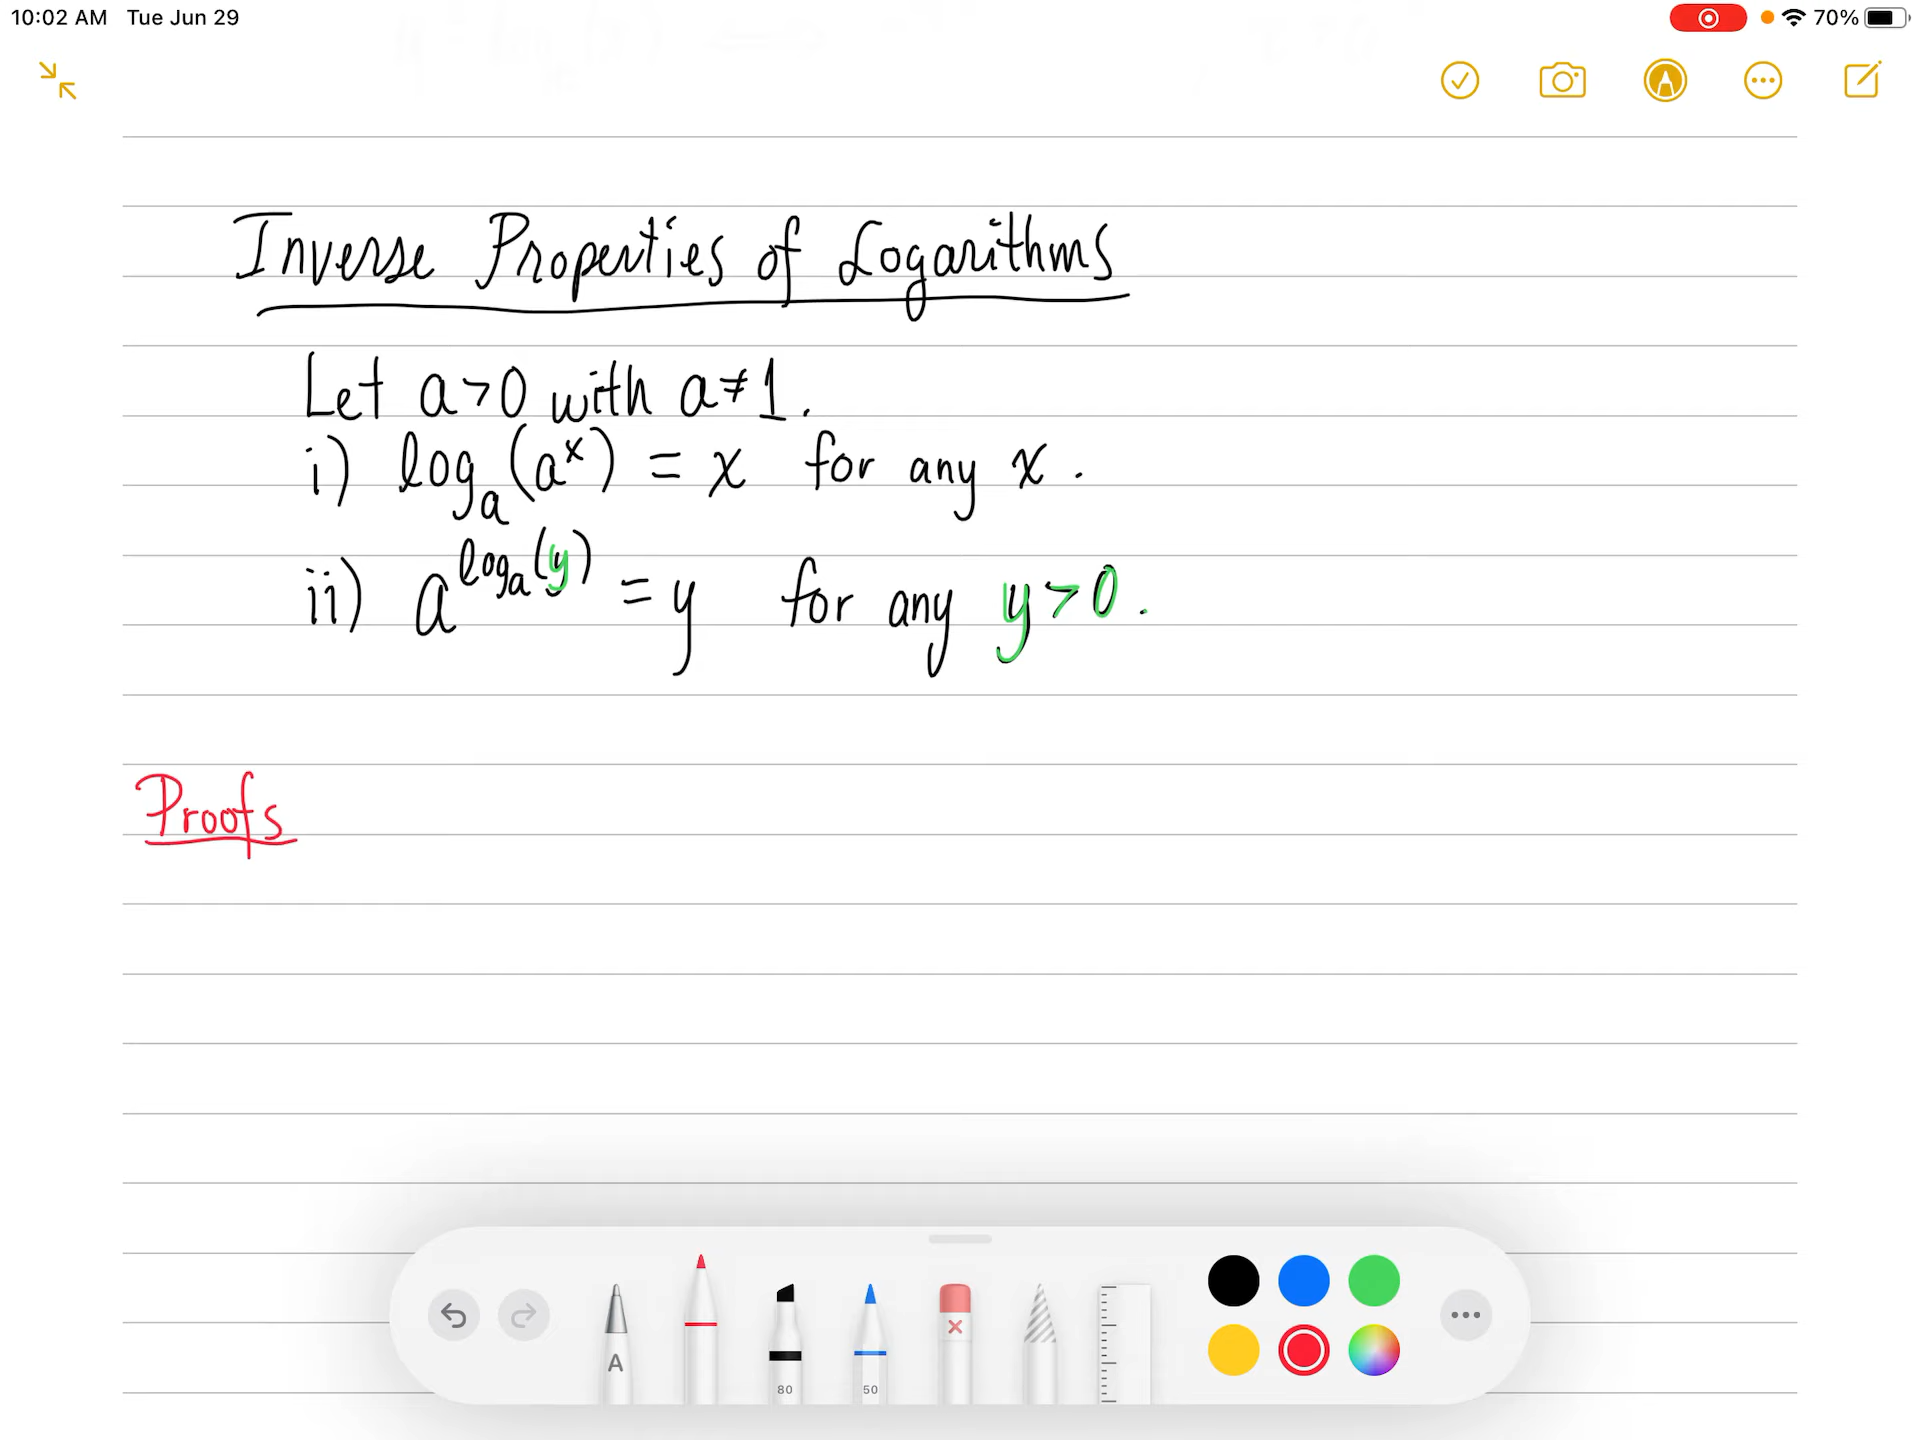 10:02 AM Tue Jun 29 70%
Inverse Properties of Logarithms
Let a>0 with a≠1.
i) logₐ(aˣ) = x for any x.
ii) a^logₐ(y) = y for any y>0.
Proofs
A 80 50